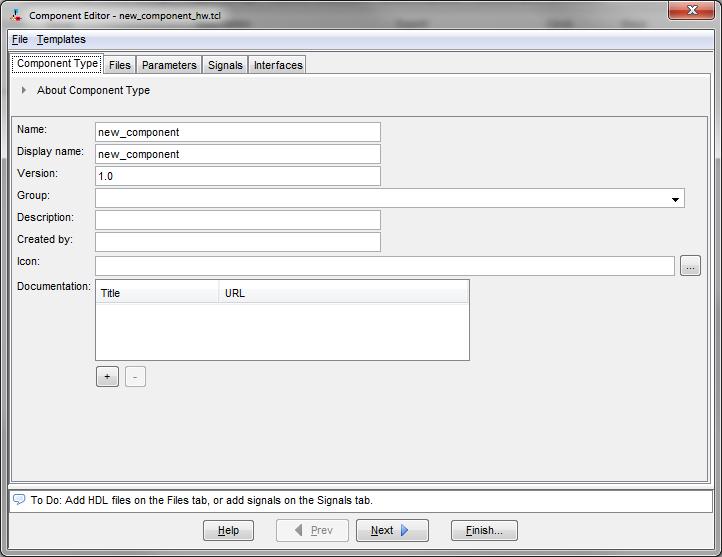 Component Editor - new_component_hw.tcl
File Templates
Component Type Files Parameters Signals Interfaces
About Component Type
Name: new_component
Display name: new_component
Version: 1.0
Group:
Description:
Created by:
Icon: ...
Documentation: Title URL
+ -
To Do: Add HDL files on the Files tab, or add signals on the Signals tab.
Help Prev Next Finish...